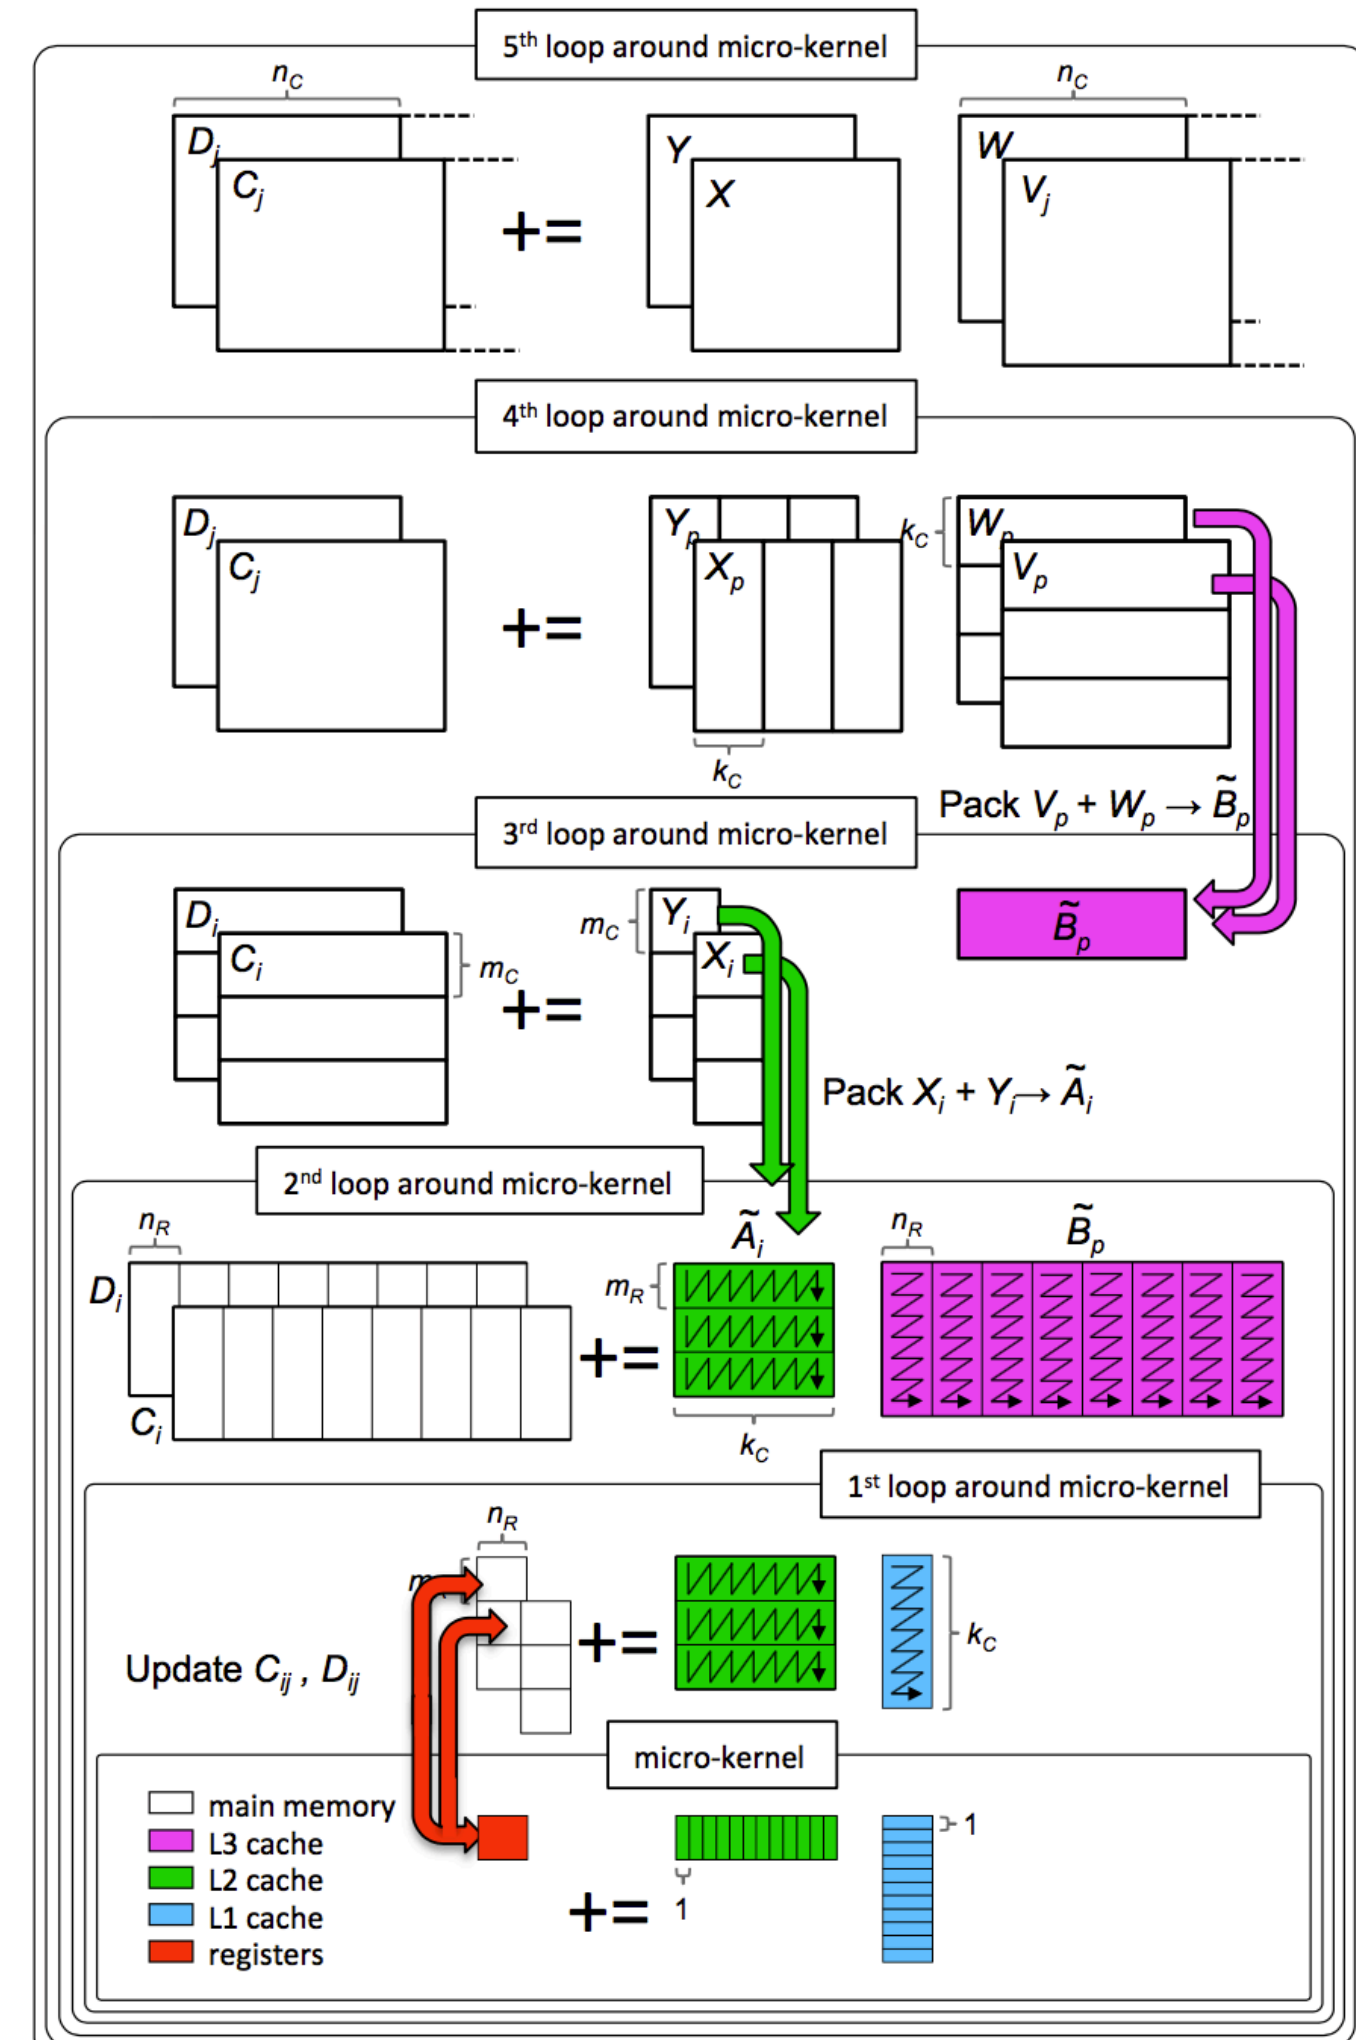 5th loop around micro-kernel
nC nC
Dj Y W
Cj X Vj
+=
4th loop around micro-kernel
Dj Yp kC Wp
Cj Xp Vp
+=
kC
Pack Vp + Wp → B̃p
3rd loop around micro-kernel
Di mC Yi B̃p
Ci mC Xi
+=
Pack Xi + Yi → Ãi
2nd loop around micro-kernel
nR Ãi nR B̃p
Di mR
+=
Ci kC
1st loop around micro-kernel
nR
+= kC
Update Cij , Dij
micro-kernel
main memory
L3 cache
L2 cache
L1 cache
registers
1
+= 1